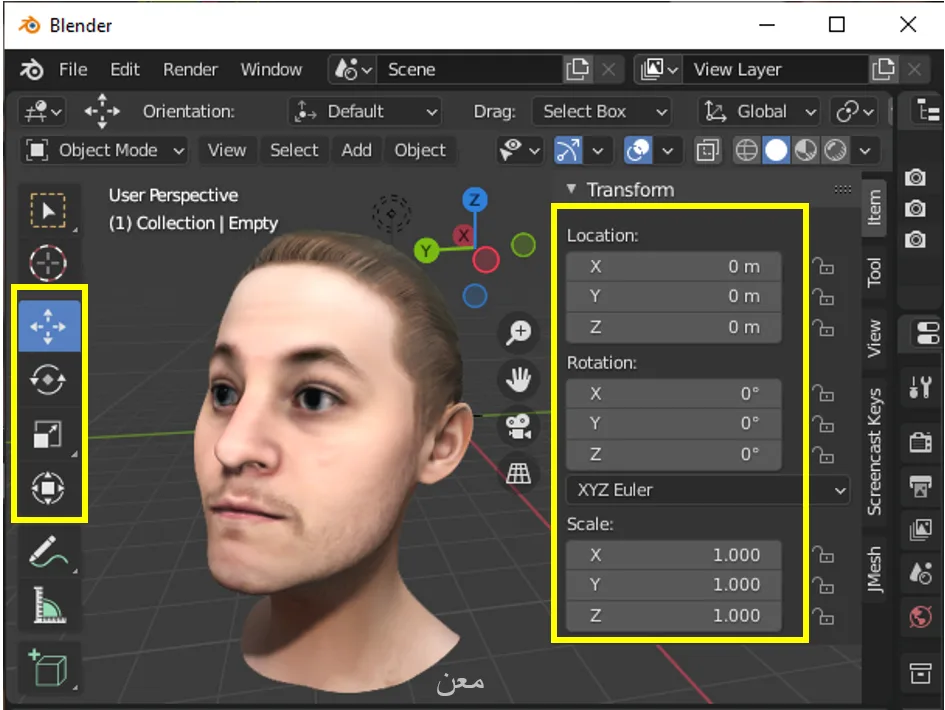 Blender
File Edit Render Window Scene View Layer
Orientation: Default Drag: Select Box Global
Object Mode View Select Add Object
User Perspective
(1) Collection | Empty
Z
X
Y
Transform
Location:
X 0 m
Y 0 m
Z 0 m
Rotation:
X 0°
Y 0°
Z 0°
XYZ Euler
Scale:
X 1.000
Y 1.000
Z 1.000
Item
Tool
View
Screencast Keys
JMesh
معن